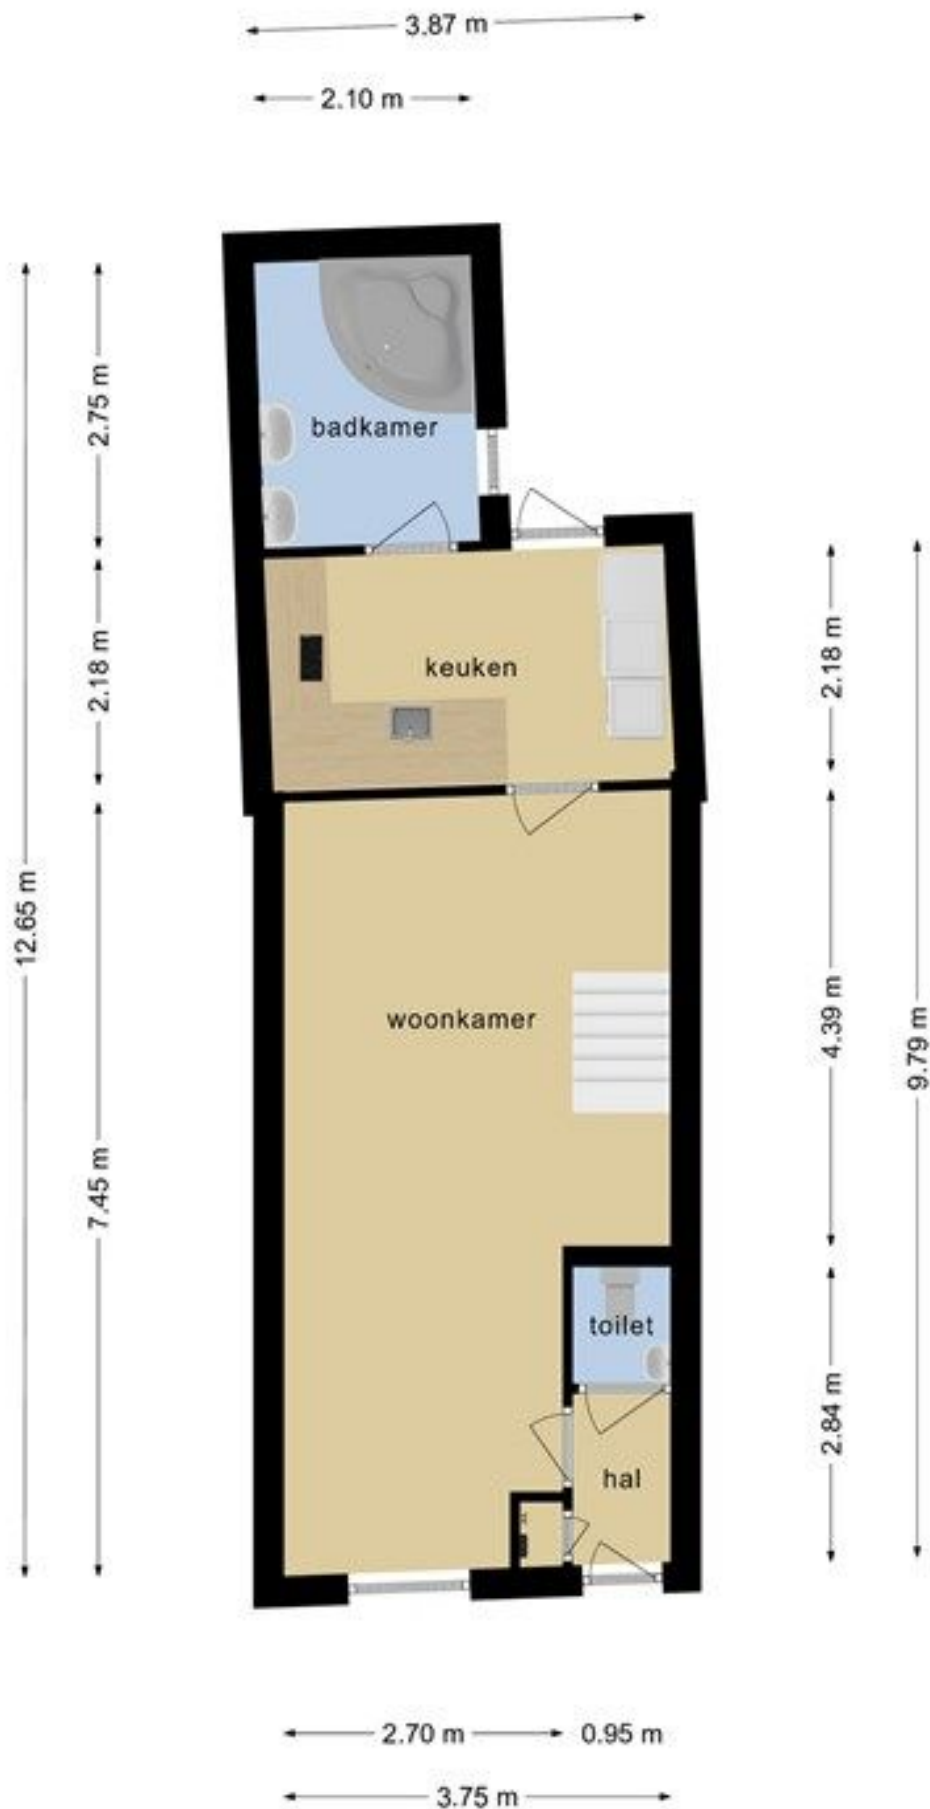 3.87 m
2.10 m
2.75 m
badkamer
2.18 m
keuken
2.18 m
12.65 m
7.45 m
woonkamer
4.39 m
9.79 m
toilet
2.84 m
hal
2.70 m
0.95 m
3.75 m